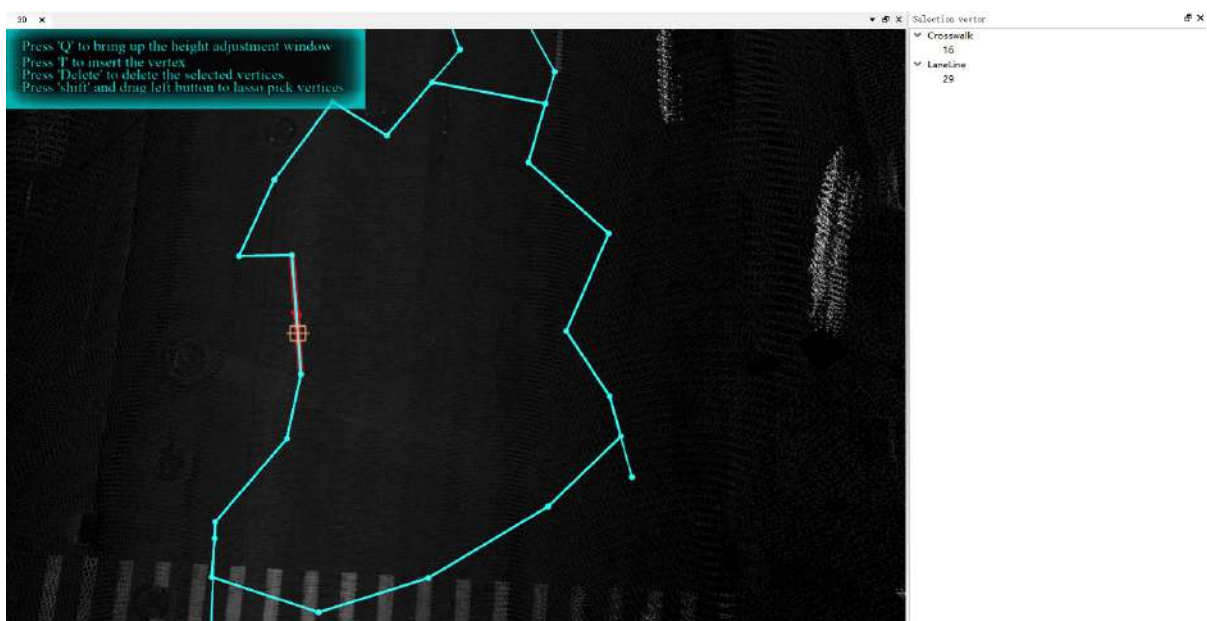 3D
Selection vertor
Press 'Q' to bring up the height adjustment window
Press 'I' to insert the vertex
Press 'Delete' to delete the selected vertices
Press 'shift' and drag left button to lasso pick vertices
Crosswalk
16
LaneLine
29